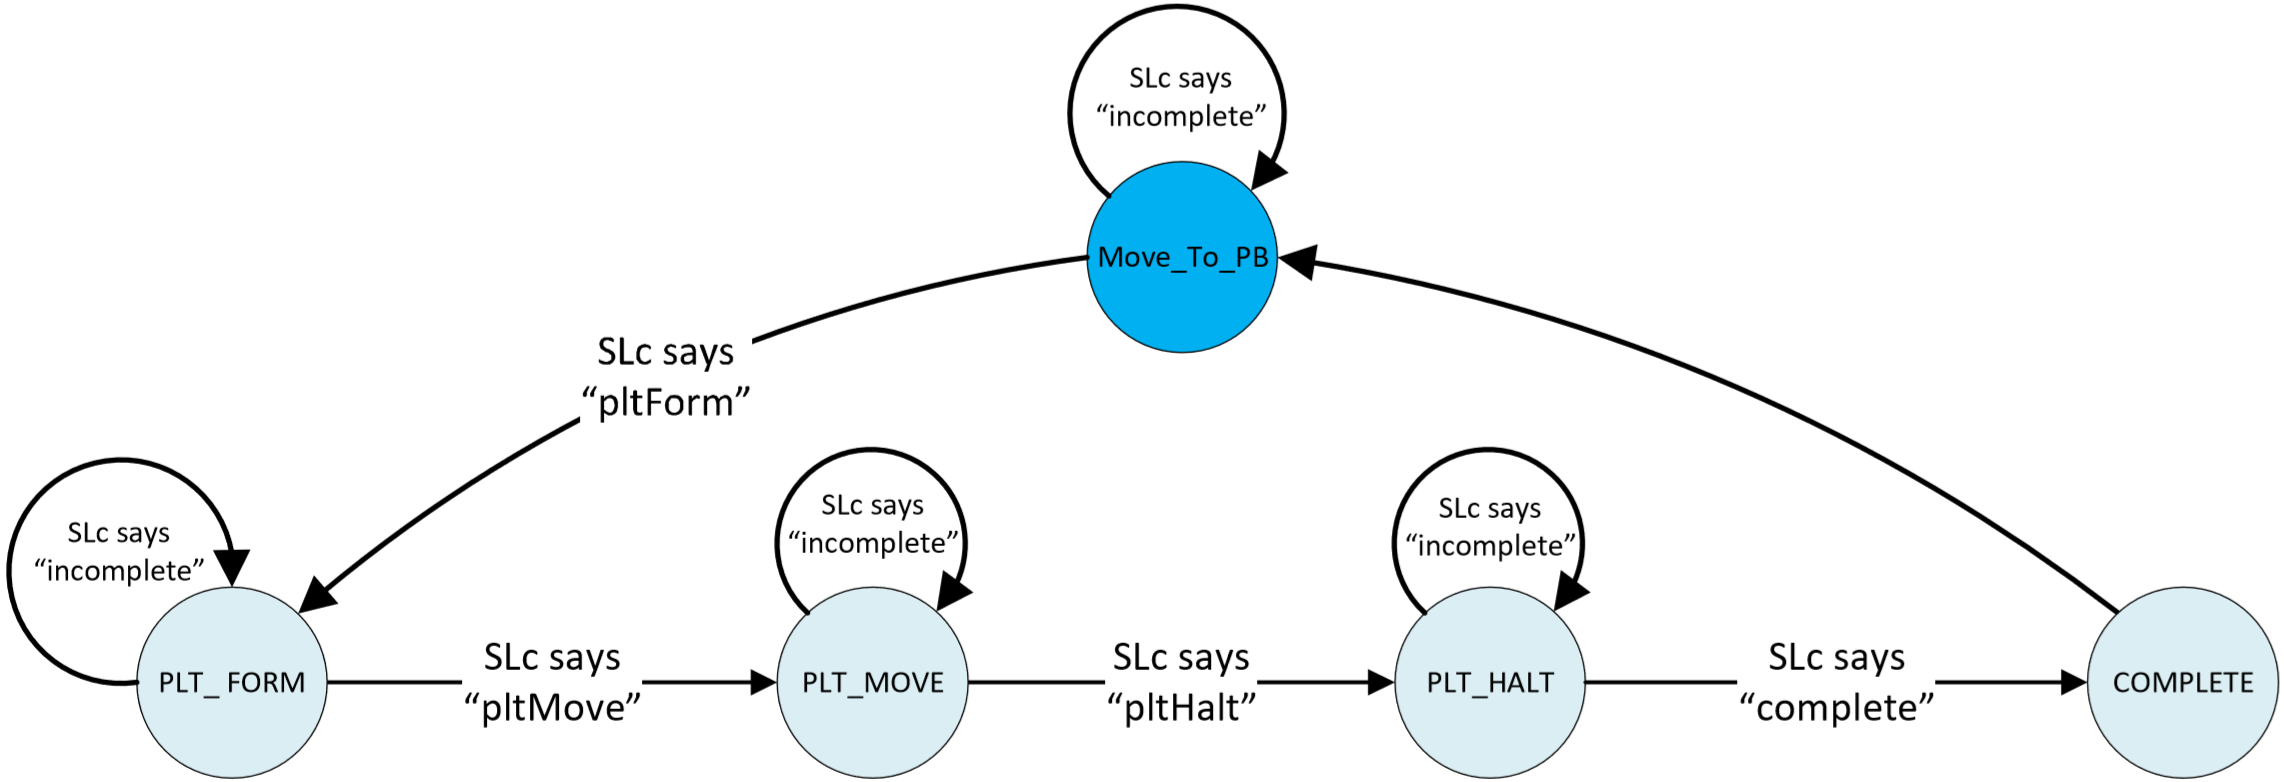 SLc says
“incomplete”
Move_To_PB
SLc says
“pltForm”
SLc says
“incomplete”
SLc says
“incomplete”
SLc says
“incomplete”
PLT_ FORM
SLc says
“pltMove”
PLT_MOVE
SLc says
“pltHalt”
PLT_HALT
SLc says
“complete”
COMPLETE